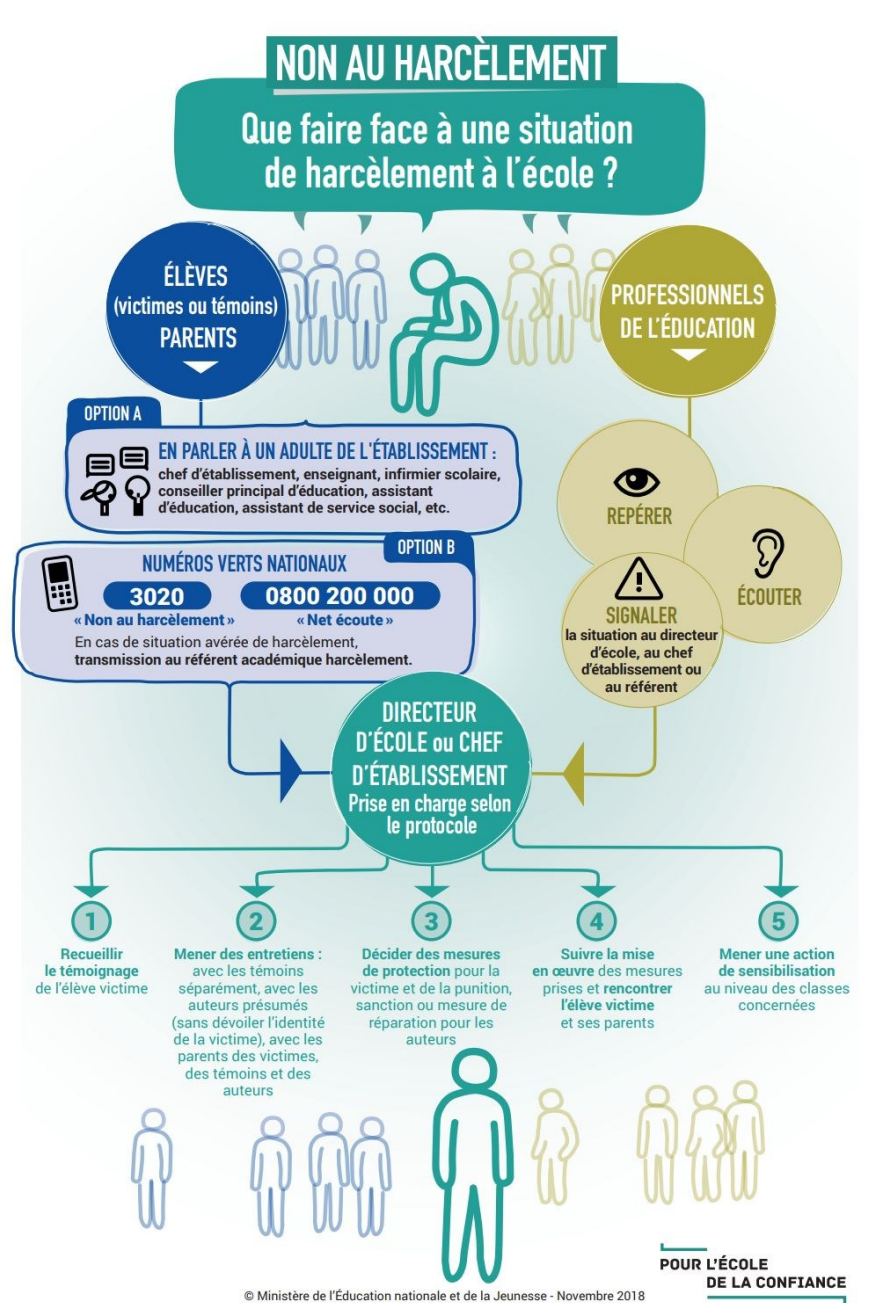 NON AU HARCÈLEMENT
Que faire face à une situation
de harcèlement à l'école ?
ÉLÈVES
(victimes ou témoins)
PARENTS
PROFESSIONNELS
DE L'ÉDUCATION
OPTION A
EN PARLER À UN ADULTE DE L'ÉTABLISSEMENT :
chef d'établissement, enseignant, infirmier scolaire,
conseiller principal d'éducation, assistant
d'éducation, assistant de service social, etc.
OPTION B
NUMÉROS VERTS NATIONAUX
3020
« Non au harcèlement »
0800 200 000
« Net écoute »
En cas de situation avérée de harcèlement,
transmission au référent académique harcèlement.
REPÉRER
ÉCOUTER
SIGNALER
la situation au directeur
d'école, au chef
d'établissement ou
au référent
DIRECTEUR
D'ÉCOLE ou CHEF
D'ÉTABLISSEMENT
Prise en charge selon
le protocole
1
Recueillir
le témoignage
de l'élève victime
2
Mener des entretiens :
avec les témoins
séparément, avec les
auteurs présumés
(sans dévoiler l'identité
de la victime), avec les
parents des victimes,
des témoins et des
auteurs
3
Décider des mesures
de protection pour la
victime et de la punition,
sanction ou mesure de
réparation pour les
auteurs
4
Suivre la mise
en œuvre des mesures
prises et rencontrer
l'élève victime
et ses parents
5
Mener une action
de sensibilisation
au niveau des classes
concernées
POUR L'ÉCOLE
DE LA CONFIANCE
© Ministère de l'Éducation nationale et de la Jeunesse - Novembre 2018